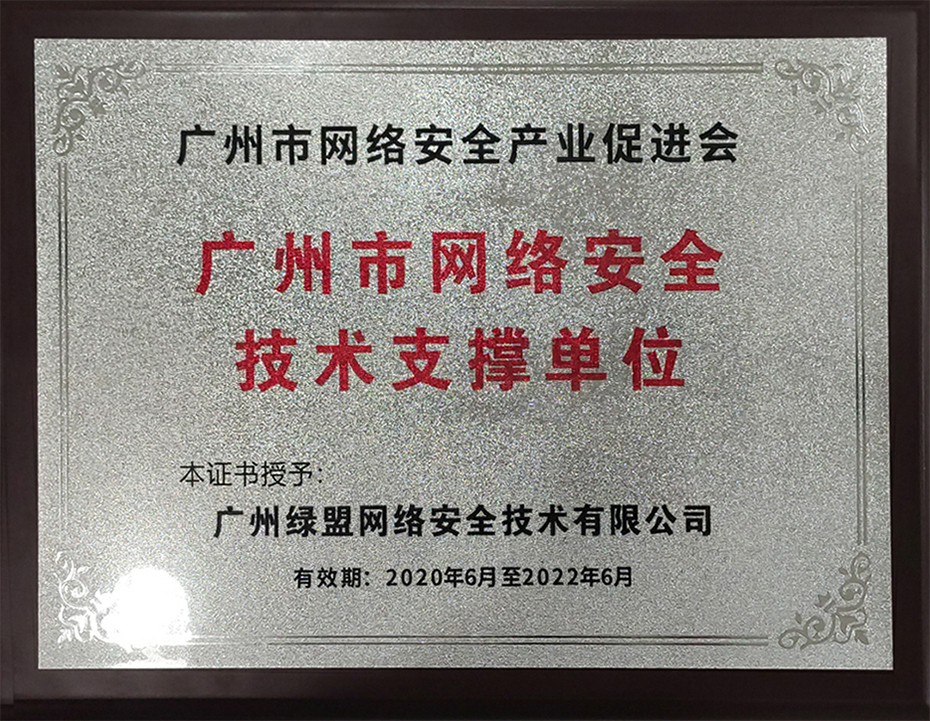 广州市网络安全产业促进会
广州市网络安全
技术支撑单位
本证书授予：
广州绿盟网络安全技术有限公司
有效期：2020年6月至2022年6月